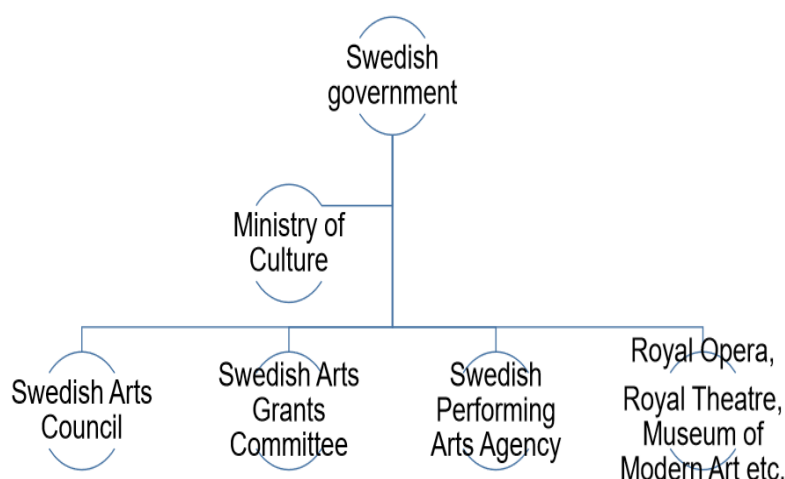 Swedish
government
Ministry of
Culture
Swedish Arts
Council
Swedish Arts
Grants
Committee
Swedish
Performing
Arts Agency
Royal Opera,
Royal Theatre,
Museum of
Modern Art etc.